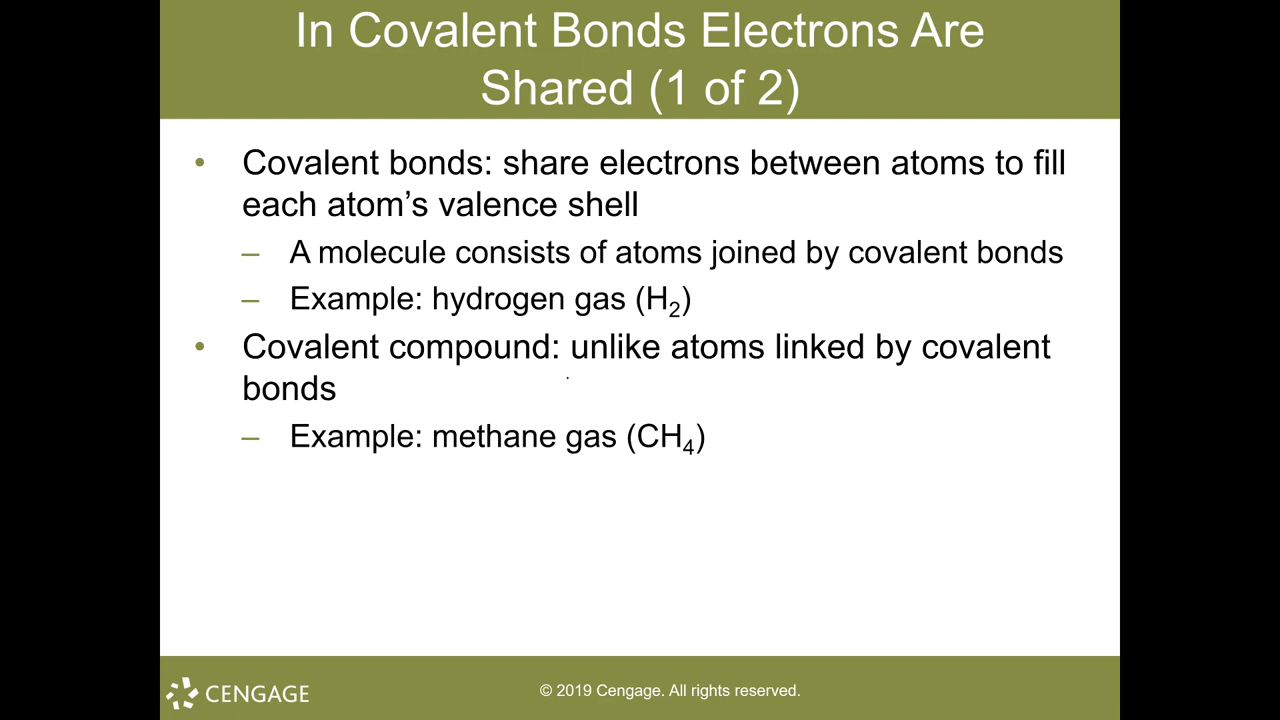 In Covalent Bonds Electrons Are
Shared (1 of 2)
• Covalent bonds: share electrons between atoms to fill
each atom’s valence shell
– A molecule consists of atoms joined by covalent bonds
– Example: hydrogen gas (H₂)
• Covalent compound: unlike atoms linked by covalent
bonds
– Example: methane gas (CH₄)
CENGAGE
© 2019 Cengage. All rights reserved.